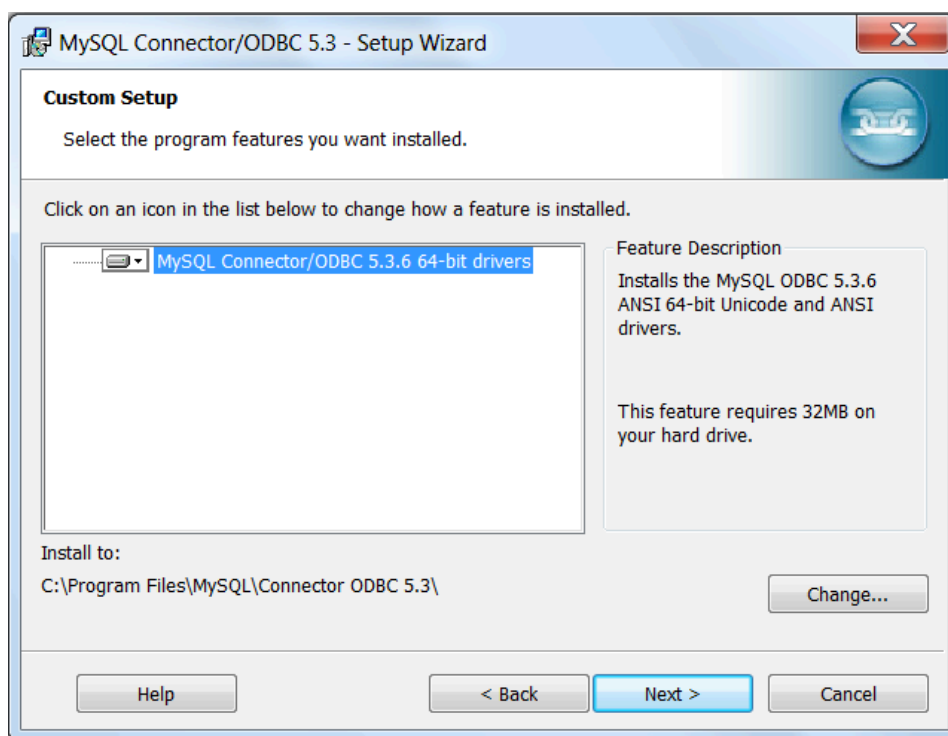 MySQL Connector/ODBC 5.3 - Setup Wizard
Custom Setup
Select the program features you want installed.
Click on an icon in the list below to change how a feature is installed.
MySQL Connector/ODBC 5.3.6 64-bit drivers
Feature Description
Installs the MySQL ODBC 5.3.6
ANSI 64-bit Unicode and ANSI
drivers.
This feature requires 32MB on
your hard drive.
Install to:
C:\Program Files\MySQL\Connector ODBC 5.3\
Change...
Help
< Back
Next >
Cancel